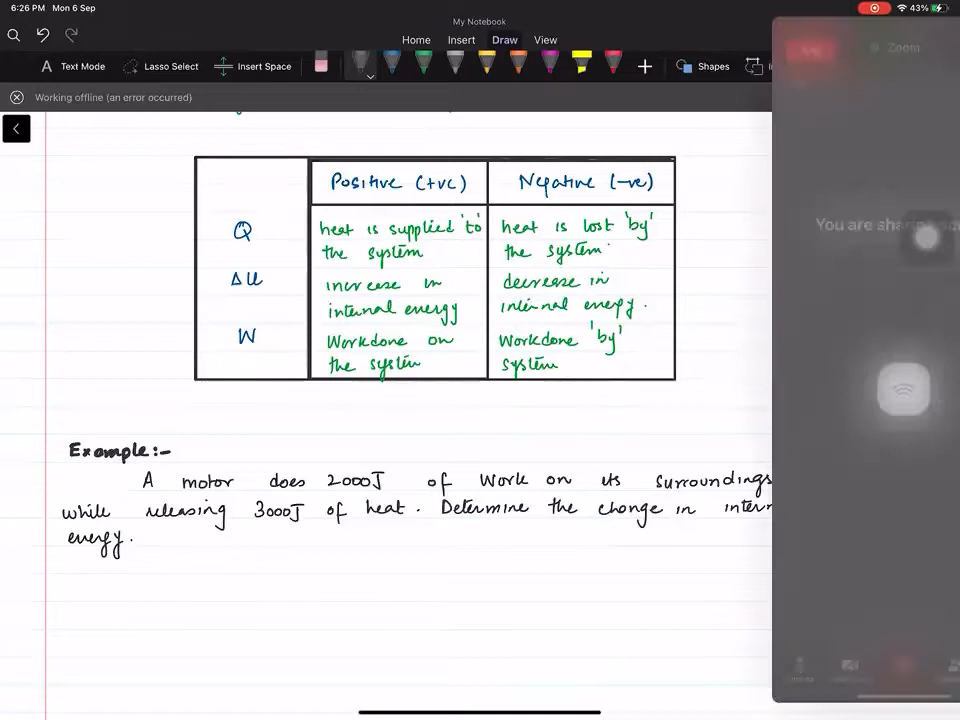 6:26 PM Mon 6 Sep
43%
My Notebook
Home Insert Draw View
Text Mode Lasso Select Insert Space Shapes
Zoom
Working offline (an error occurred)
Positive (+ve) Negative (-ve)
Q heat is supplied 'to' the system heat is lost 'by' the system
ΔU increase in internal energy decrease in internal energy.
W Workdone on the system Workdone 'by' system
You are sharing
Example:-
A motor does 2000J of work on its surroundings
while releasing 3000J of heat. Determine the change in intern
energy.